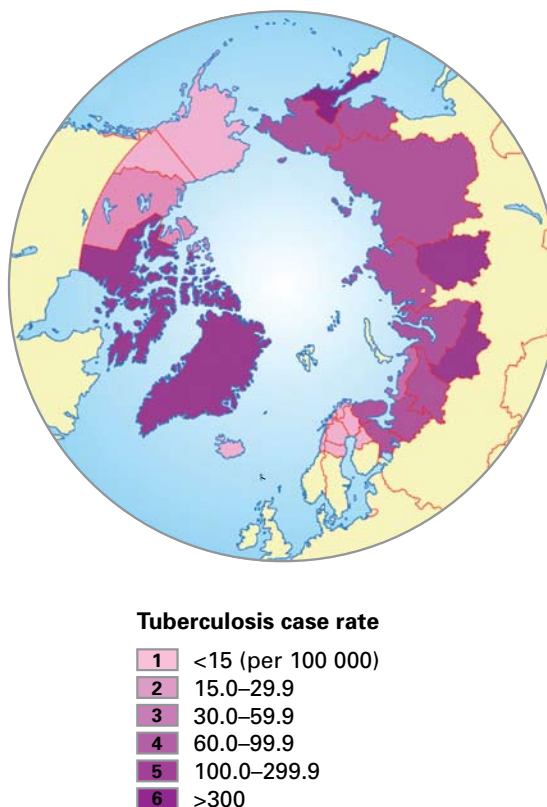 Tuberculosis case rate
1 <15 (per 100 000)
2 15.0–29.9
3 30.0–59.9
4 60.0–99.9
5 100.0–299.9
6 >300